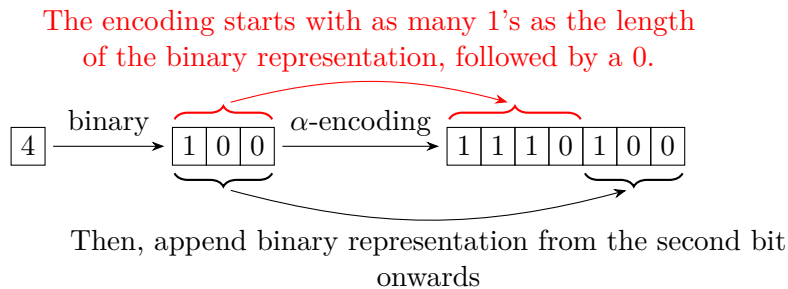 The encoding starts with as many 1's as the length
of the binary representation, followed by a 0.
binary
α-encoding
4
1 0 0
1 1 1 0 1 0 0
Then, append binary representation from the second bit
onwards